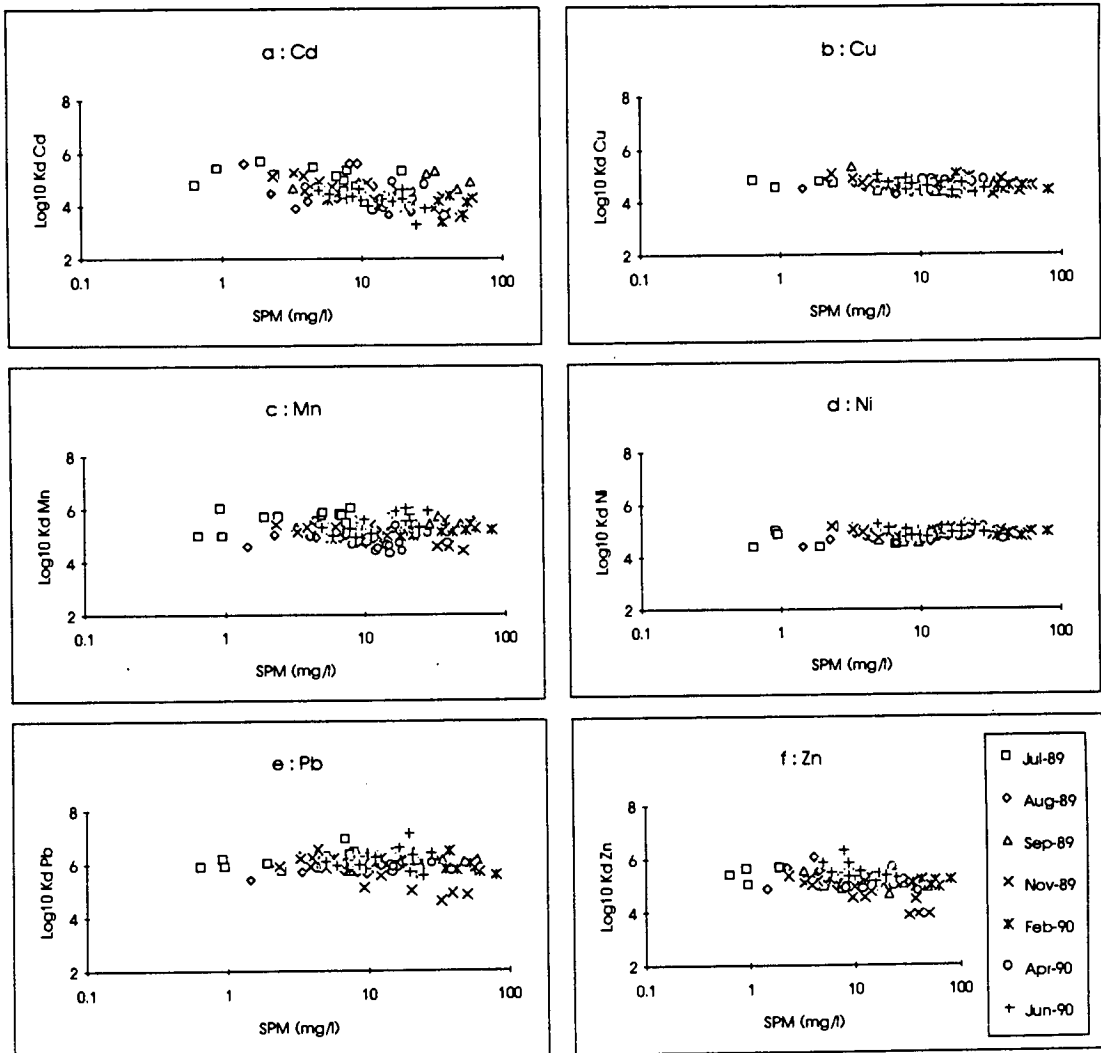 a : Cd
Log10 Kd Cd
8
6
4
2
0.1
1
10
100
SPM (mg/l)
b : Cu
Log10 Kd Cu
8
6
4
2
0.1
1
10
100
SPM (mg/l)
c : Mn
Log10 Kd Mn
8
6
4
2
0.1
1
10
100
SPM (mg/l)
d : Ni
Log10 Kd Ni
8
6
4
2
0.1
1
10
100
SPM (mg/l)
e : Pb
Log10 Kd Pb
8
6
4
2
0.1
1
10
100
SPM (mg/l)
f : Zn
Log10 Kd Zn
8
6
4
2
0.1
1
10
100
SPM (mg/l)
Jul-89
Aug-89
Sep-89
Nov-89
Feb-90
Apr-90
Jun-90